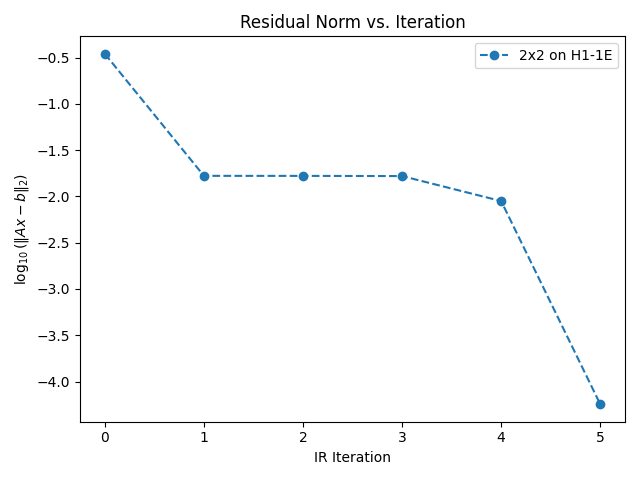 Residual Norm vs. Iteration
2x2 on H1-1E
−0.5
−1.0
−1.5
−2.0
−2.5
−3.0
−3.5
−4.0
log₁₀(‖Ax − b‖₂)
0 1 2 3 4 5
IR Iteration